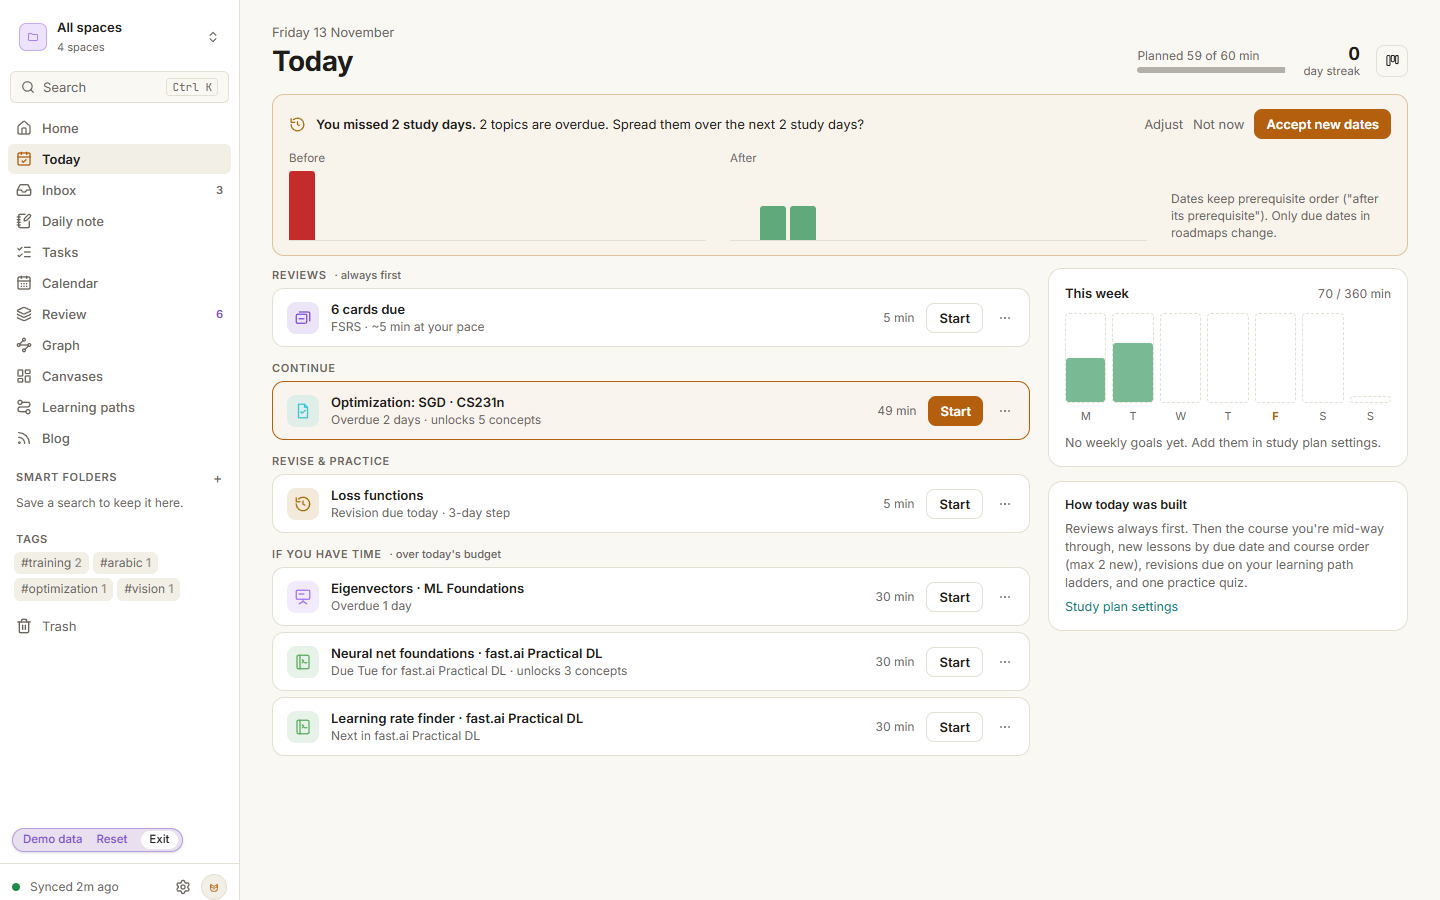 All spaces
4 spaces
Search
Ctrl K
Home
Today
Inbox
3
Daily note
Tasks
Calendar
Review
6
Graph
Canvases
Learning paths
Blog
SMART FOLDERS
+
Save a search to keep it here.
TAGS
#training 2
#arabic 1
#optimization 1
#vision 1
Trash
Demo data
Reset
Exit
Synced 2m ago
Friday 13 November
Today
Planned 59 of 60 min
0
day streak
You missed 2 study days. 2 topics are overdue. Spread them over the next 2 study days?
Adjust
Not now
Accept new dates
Before
After
Dates keep prerequisite order ("after
its prerequisite"). Only due dates in
roadmaps change.
REVIEWS · always first
6 cards due
FSRS · ~5 min at your pace
5 min
Start
CONTINUE
Optimization: SGD · CS231n
Overdue 2 days · unlocks 5 concepts
49 min
Start
REVISE & PRACTICE
Loss functions
Revision due today · 3-day step
5 min
Start
IF YOU HAVE TIME · over today's budget
Eigenvectors · ML Foundations
Overdue 1 day
30 min
Start
Neural net foundations · fast.ai Practical DL
Due Tue for fast.ai Practical DL · unlocks 3 concepts
30 min
Start
Learning rate finder · fast.ai Practical DL
Next in fast.ai Practical DL
30 min
Start
This week
70 / 360 min
M T W T F S S
No weekly goals yet. Add them in study plan settings.
How today was built
Reviews always first. Then the course you're mid-way
through, new lessons by due date and course order
(max 2 new), revisions due on your learning path
ladders, and one practice quiz.
Study plan settings